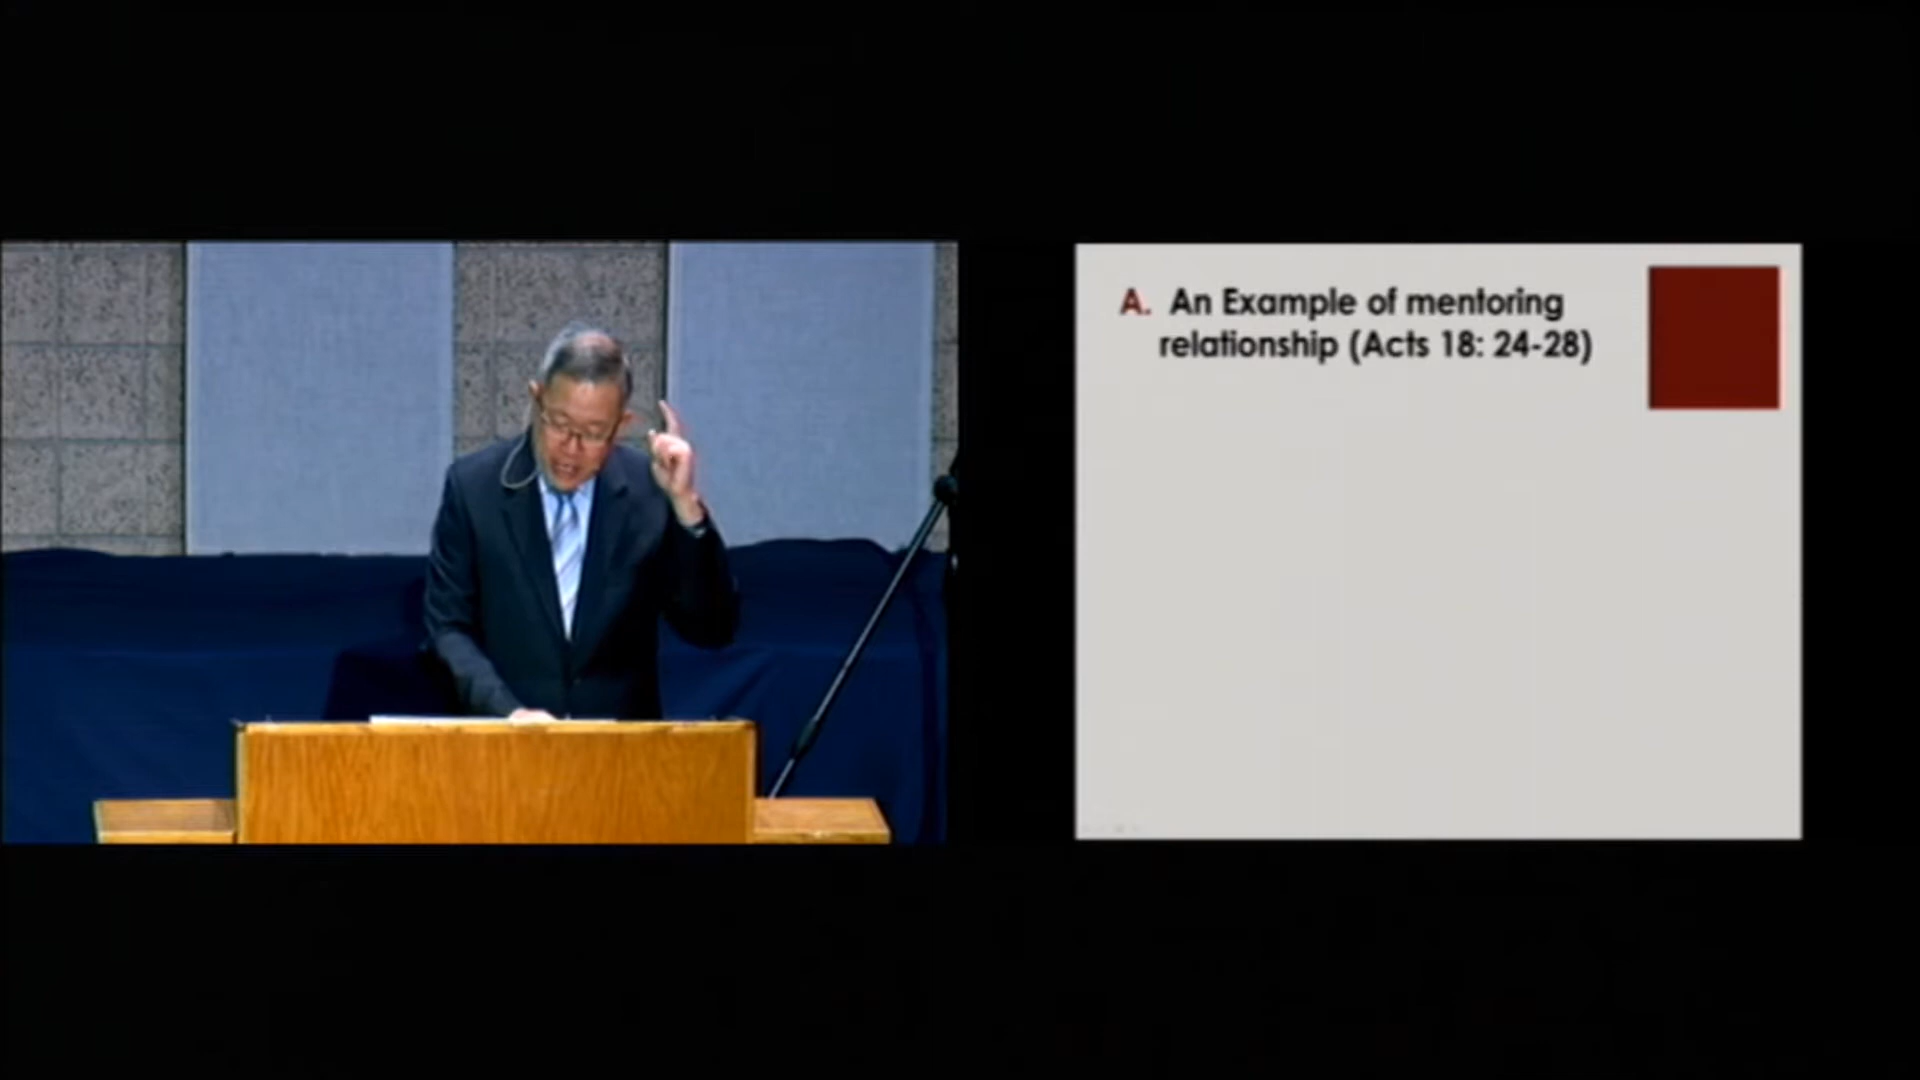 A. An Example of mentoring
relationship (Acts 18: 24-28)